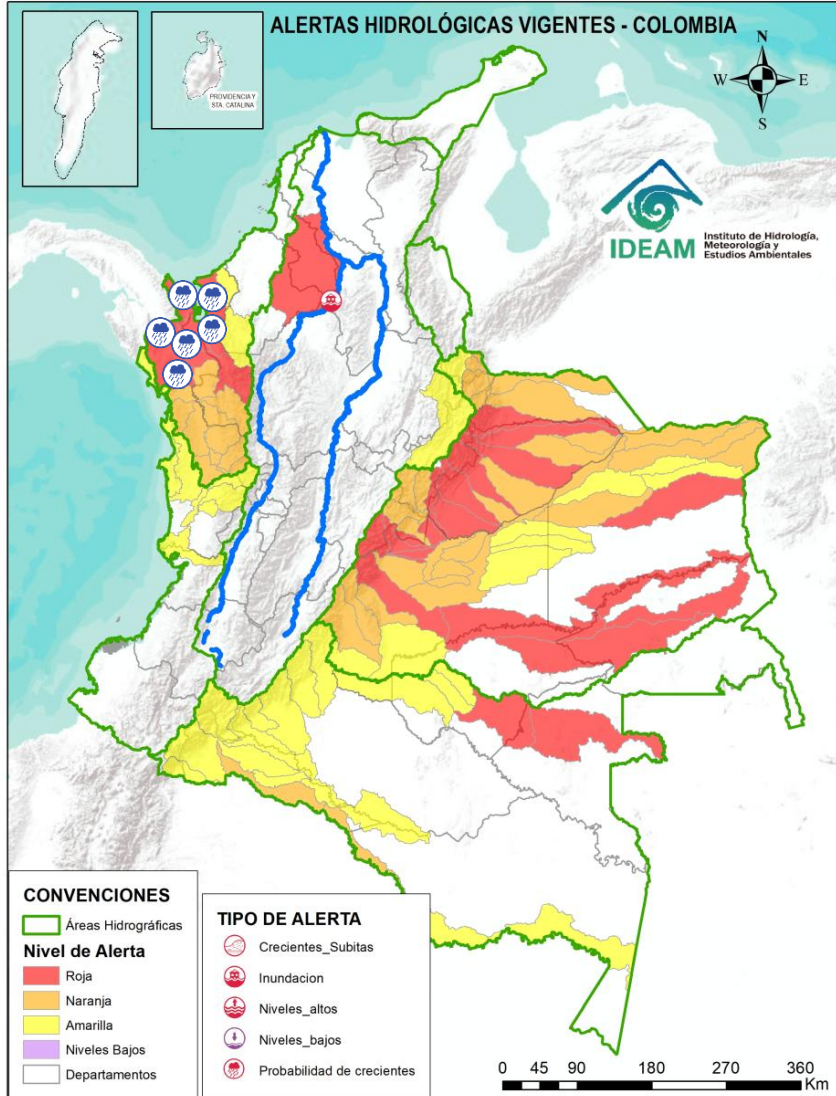 ALERTAS HIDROLÓGICAS VIGENTES - COLOMBIA
PROVIDENCIA Y
STA. CATALINA
N
W
E
S
IDEAM
Instituto de Hidrología,
Meteorología y
Estudios Ambientales
CONVENCIONES
Áreas Hidrográficas
Nivel de Alerta
Roja
Naranja
Amarilla
Niveles Bajos
Departamentos
TIPO DE ALERTA
Crecientes_Subitas
Inundacion
Niveles_altos
Niveles_bajos
Probabilidad de crecientes
0 45 90 180 270 360
Km